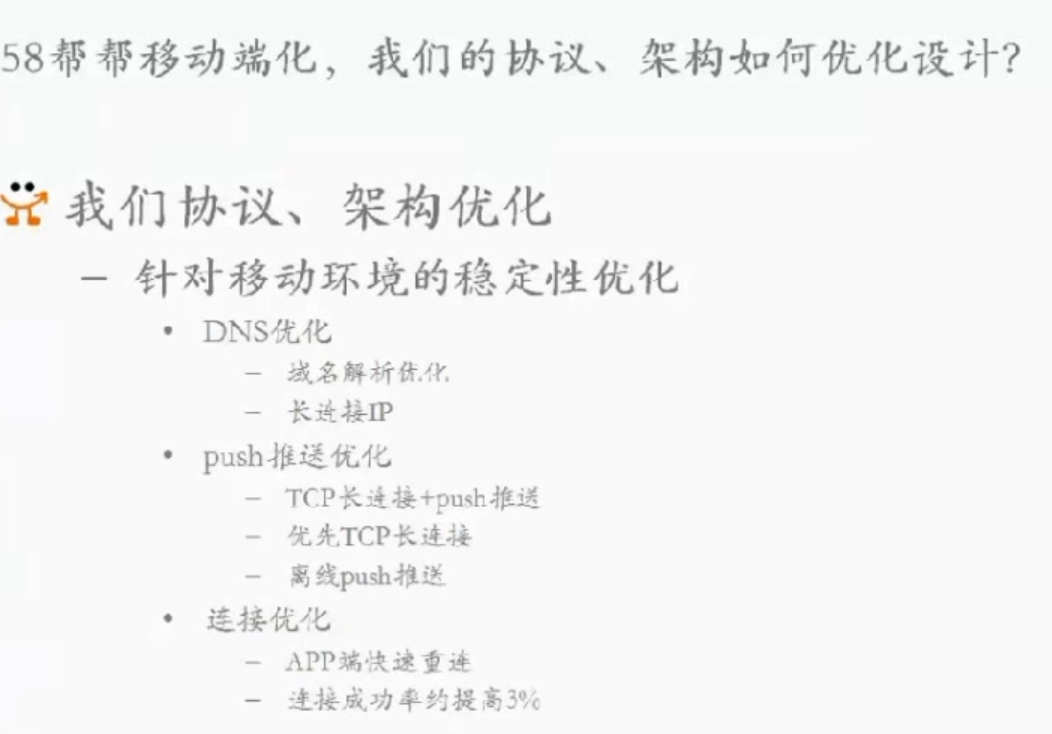 58帮帮移动端化，我们的协议、架构如何优化设计？
我们协议、架构优化
– 针对移动环境的稳定性优化
• DNS优化
– 域名解析优化
– 长连接IP
• push推送优化
– TCP长连接+push推送
– 优先TCP长连接
– 离线push推送
• 连接优化
– APP端快速重连
– 连接成功率约提高3%